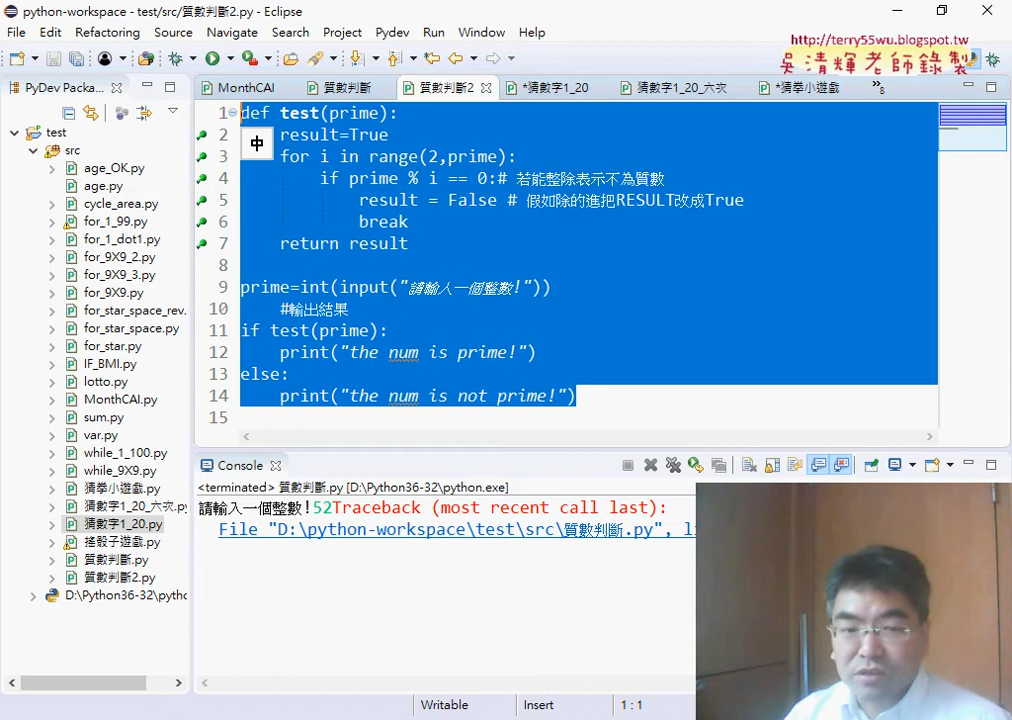 python-workspace - test/src/質數判斷2.py - Eclipse
File Edit Refactoring Source Navigate Search Project Pydev Run Window Help
http://terry55wu.blogspot.tw
吳清輝老師錄製
PyDev Packa...
MonthCAI 質數判斷 質數判斷2 *猜數字1_20 猜數字1_20_六次 *猜拳小遊戲 »8
test
src
age_OK.py
age.py
cycle_area.py
for_1_99.py
for_1_dot1.py
for_9X9_2.py
for_9X9_3.py
for_9X9.py
for_star_space_rev.
for_star_space.py
for_star.py
IF_BMI.py
lotto.py
MonthCAI.py
sum.py
var.py
while_1_100.py
while_9X9.py
猜拳小遊戲.py
猜數字1_20_六次.py
猜數字1_20.py
搖骰子遊戲.py
質數判斷.py
質數判斷2.py
D:\Python36-32\pytho
1 def test(prime):
中
2 result=True
3 for i in range(2,prime):
4 if prime % i == 0:# 若能整除表示不為質數
5 result = False # 假如除的進把RESULT改成True
6 break
7 return result
8
9 prime=int(input("請輸人一個整數!"))
10 #輸出結果
11 if test(prime):
12 print("the num is prime!")
13 else:
14 print("the num is not prime!")
15
Console
<terminated> 質數判斷.py [D:\Python36-32\python.exe]
請輸入一個整數!52Traceback (most recent call last):
File "D:\python-workspace\test\src\質數判斷.py", li
Writable Insert 1 : 1